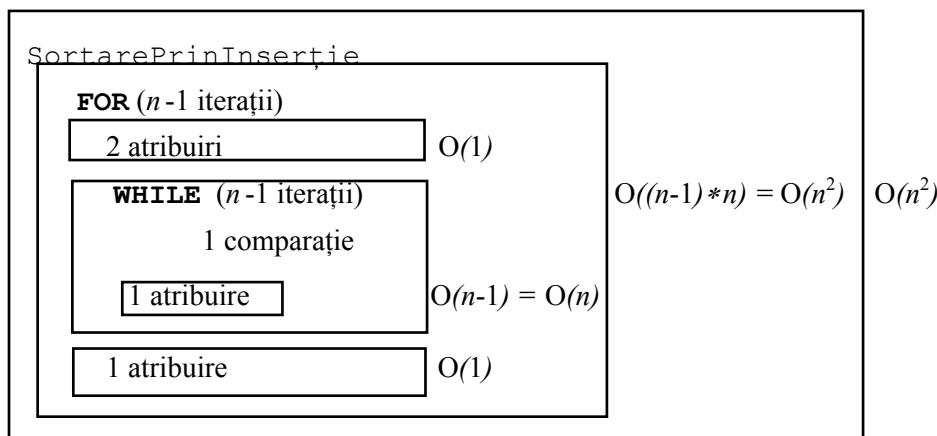 SortarePrinInserție
FOR (n-1 iterații)
2 atribuiri O(1)
WHILE (n-1 iterații) O((n-1)*n) = O(n²) O(n²)
1 comparație
1 atribuire O(n-1) = O(n)
1 atribuire O(1)